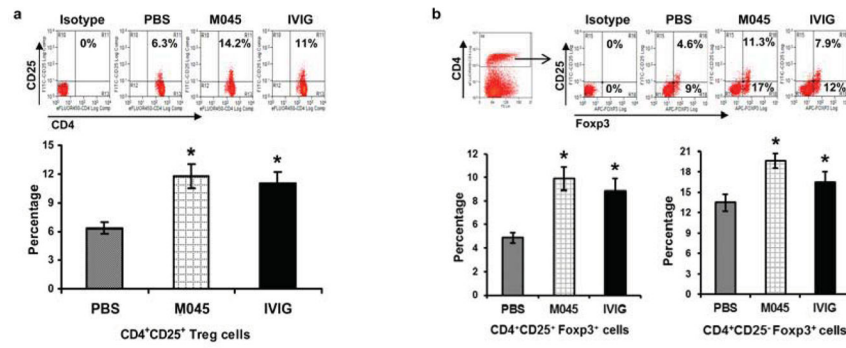 a
Isotype PBS M045 IVIG
0% 6.3% 14.2% 11%
CD25
CD4
15
12
9
6
3
0
Percentage
* *
PBS M045 IVIG
CD4⁺CD25⁺ Treg cells
b
CD4
Isotype PBS M045 IVIG
0% 4.6% 11.3% 7.9%
0% 9% 17% 12%
CD25
Foxp3
12
10
8
6
4
2
0
Percentage
* *
PBS M045 IVIG
CD4⁺CD25⁺ Foxp3⁺ cells
21
18
15
12
9
6
3
0
Percentage
* *
PBS M045 IVIG
CD4⁺CD25⁻Foxp3⁺ cells